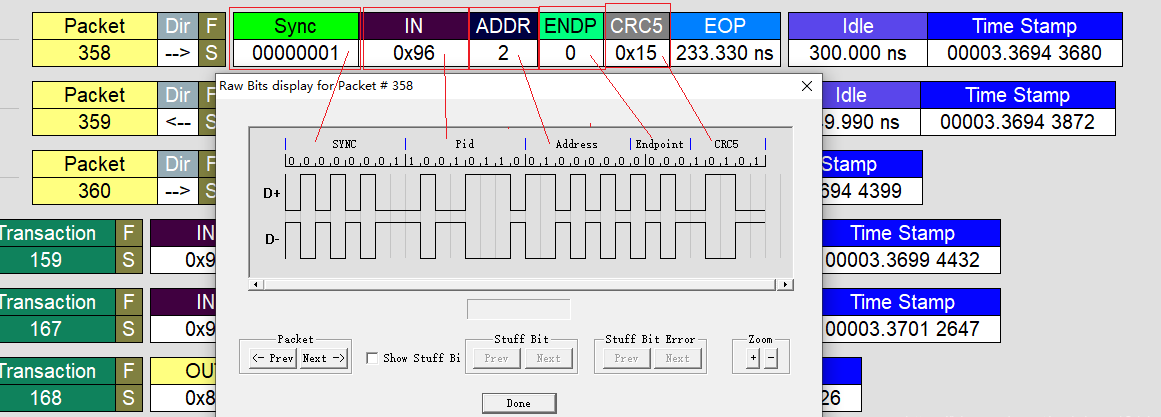 Packet Dir F Sync IN ADDR ENDP CRC5 EOP Idle Time Stamp
358 --> S 00000001 0x96 2 0 0x15 233.330 ns 300.000 ns 00003.3694 3680
Raw Bits display for Packet # 358
Packet Dir F Idle Time Stamp
359 <-- S 9.990 ns 00003.3694 3872
SYNC Pid Address Endpoint CRC5
0,0,0,0,0,0,0,1 1,0,0,1,0,1,1,0 0,1,0,0,0,0,0 0,0,0,0 1,0,1,0,1
Packet Dir F Stamp
360 --> S 694 4399
D+
D-
Transaction F IN Time Stamp
159 S 0x9 00003.3699 4432
Transaction F IN Time Stamp
167 S 0x9 00003.3701 2647
Packet Stuff Bit Stuff Bit Error Zoom
<- Prev Next -> Show Stuff Bi Prev Next Prev Next + -
Transaction F OU
168 S 0x8 26
Done